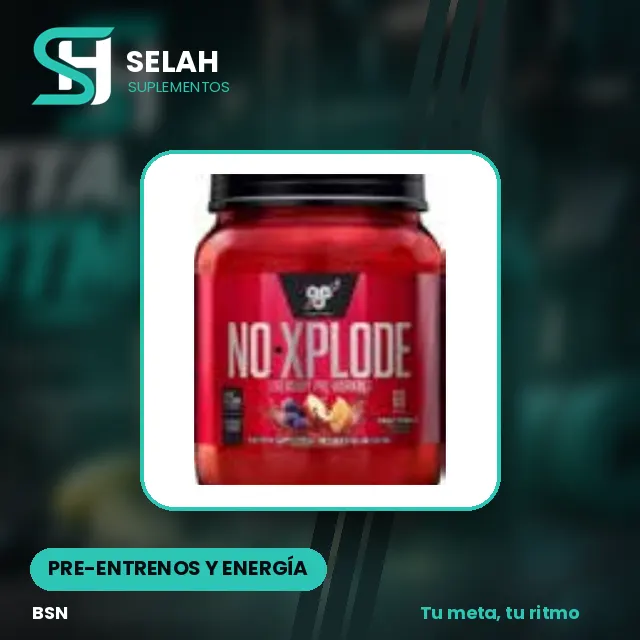 SELAH
SUPLEMENTOS
NO-XPLODE
PRE-ENTRENOS Y ENERGÍA
BSN
Tu meta, tu ritmo